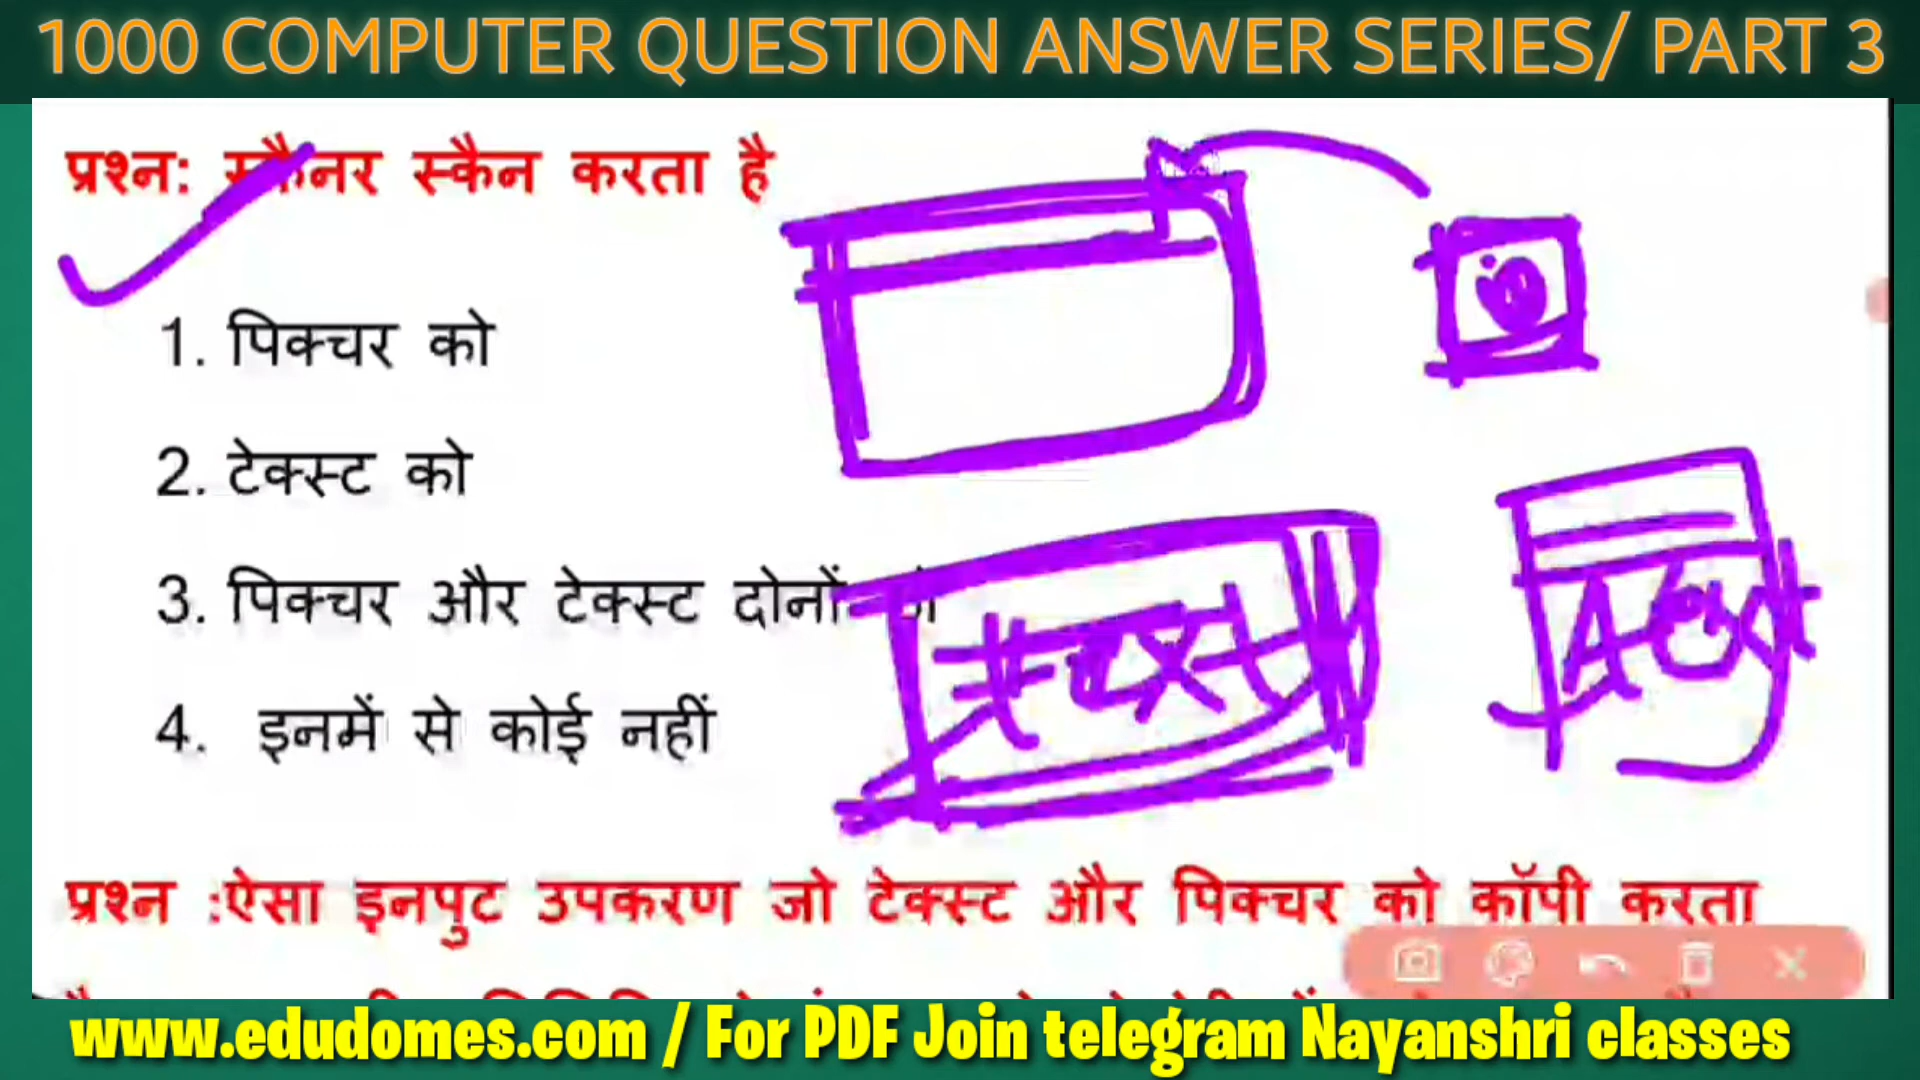 1000 COMPUTER QUESTION ANSWER SERIES/ PART 3
प्रश्न: स्कैनर स्कैन करता है
1. पिक्चर को
2. टेक्स्ट को
3. पिक्चर और टेक्स्ट दोनों
4. इनमें से कोई नहीं
Text
प्रश्न :ऐसा इनपुट उपकरण जो टेक्स्ट और पिक्चर को कॉपी करता
www.edudomes.com / For PDF Join telegram Nayanshri classes